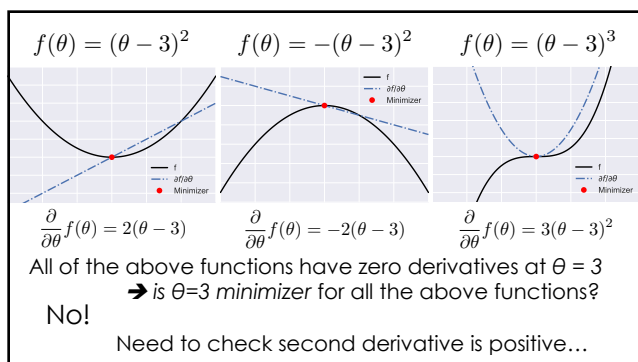 f(θ) = (θ − 3)² f(θ) = −(θ − 3)² f(θ) = (θ − 3)³
f
∂f/∂θ
Minimizer
f
∂f/∂θ
Minimizer
f
∂f/∂θ
Minimizer
∂/∂θ f(θ) = 2(θ − 3) ∂/∂θ f(θ) = −2(θ − 3) ∂/∂θ f(θ) = 3(θ − 3)²
All of the above functions have zero derivatives at θ = 3
➔ is θ=3 minimizer for all the above functions?
No!
Need to check second derivative is positive…